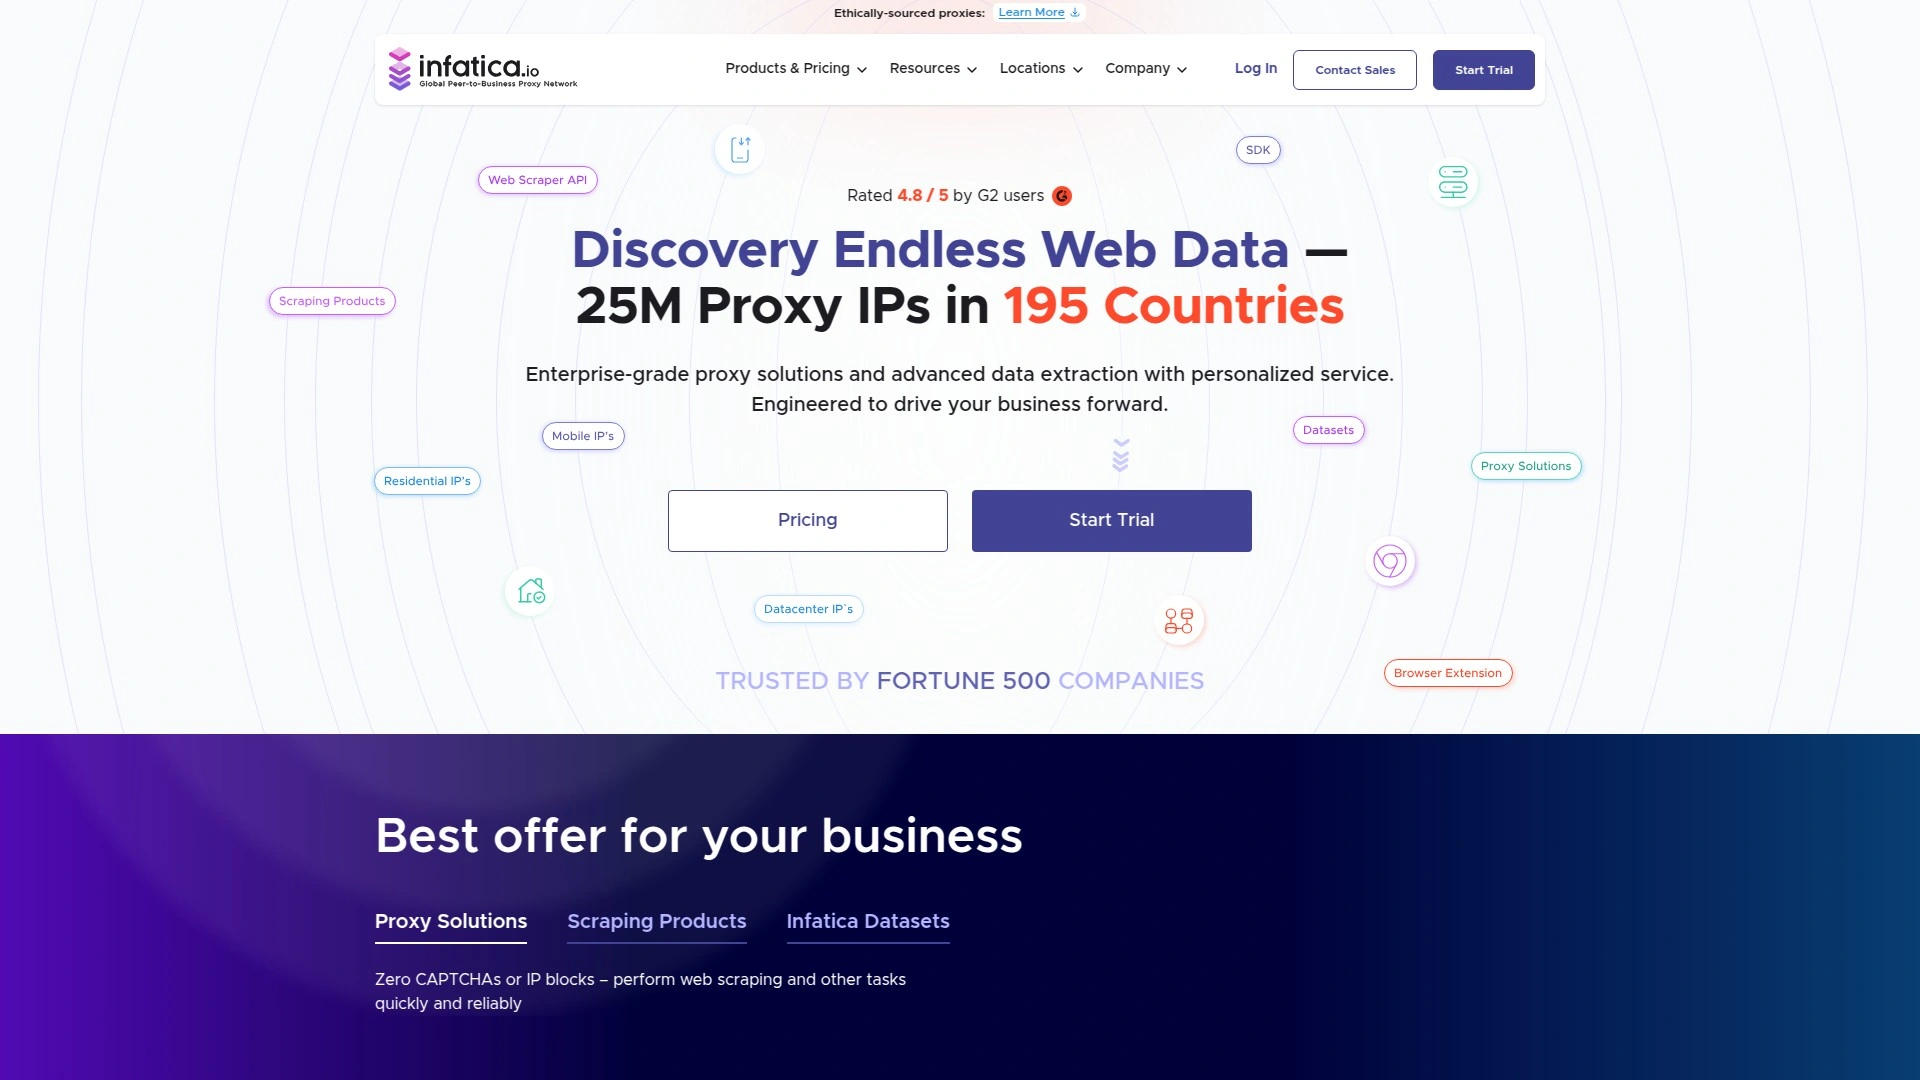 Ethically-sourced proxies: Learn More
infatica.io
Global Peer-to-Business Proxy Network
Products & Pricing
Resources
Locations
Company
Log In
Contact Sales
Start Trial
SDK
Web Scraper API
Rated 4.8 / 5 by G2 users
Discovery Endless Web Data —
25M Proxy IPs in 195 Countries
Scraping Products
Enterprise-grade proxy solutions and advanced data extraction with personalized service.
Engineered to drive your business forward.
Mobile IP's
Datasets
Proxy Solutions
Residential IP's
Pricing
Start Trial
Datacenter IP`s
Browser Extension
TRUSTED BY FORTUNE 500 COMPANIES
Best offer for your business
Proxy Solutions
Scraping Products
Infatica Datasets
Zero CAPTCHAs or IP blocks – perform web scraping and other tasks
quickly and reliably